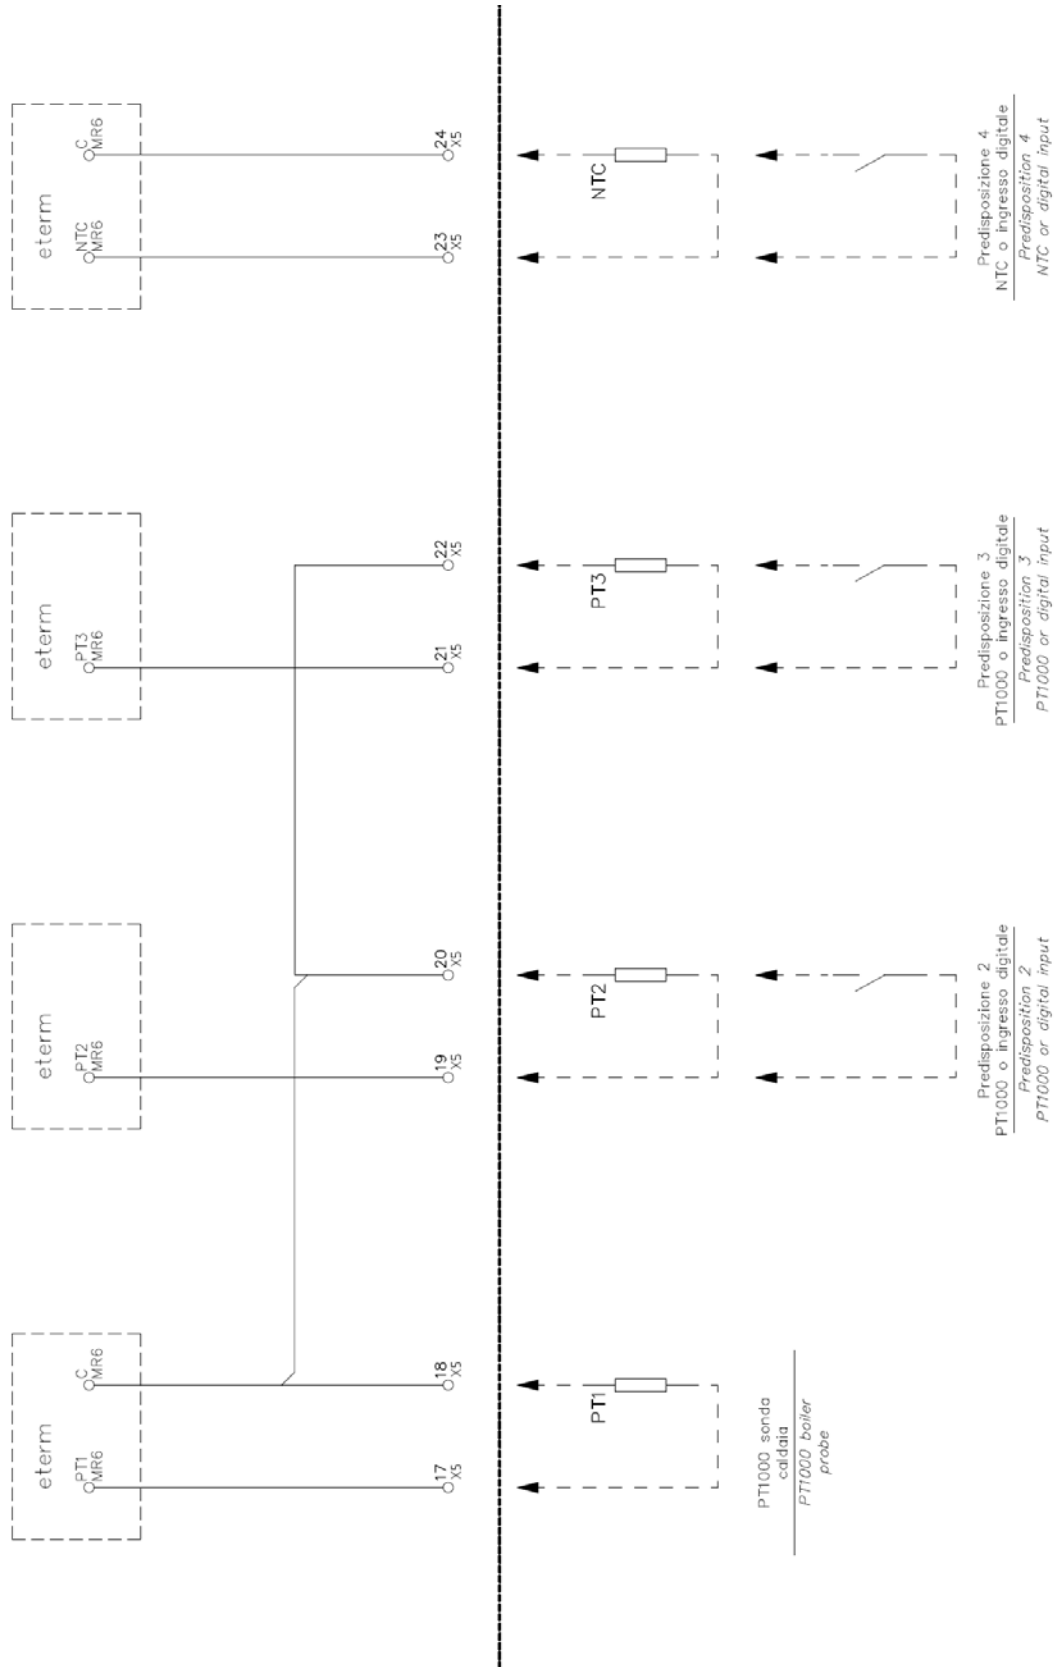 eterm
PT1
MR6
C
MR6
eterm
PT2
MR6
eterm
PT3
MR6
eterm
NTC
MR6
C
MR6
17
X5
18
X5
19
X5
20
X5
21
X5
22
X5
23
X5
24
X5
PT1
PT2
PT3
NTC
PT1000 sonda
caldaia
PT1000 boiler
probe
Predisposizione 2
PT1000 o ingresso digitale
Predisposition 2
PT1000 or digital input
Predisposizione 3
PT1000 o ingresso digitale
Predisposition 3
PT1000 or digital input
Predisposizione 4
NTC o ingresso digitale
Predisposition 4
NTC or digital input